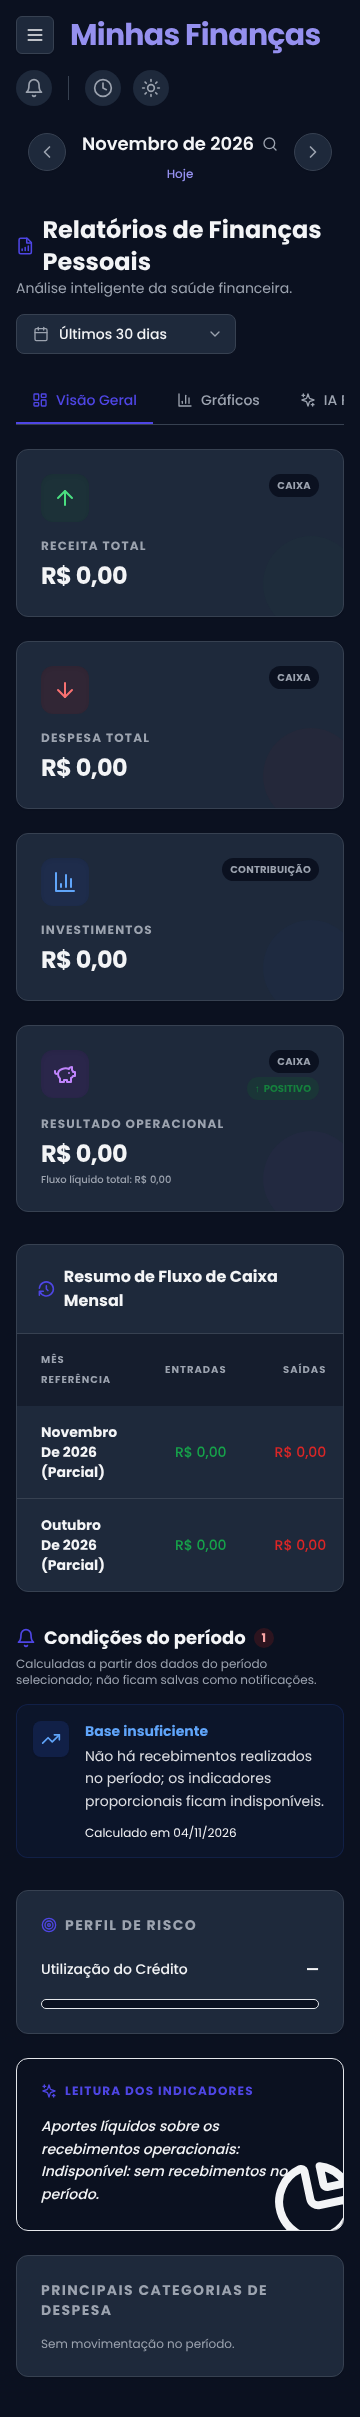 Minhas Finanças
Novembro de 2026
Hoje
Relatórios de Finanças
Pessoais
Análise inteligente da saúde financeira.
Últimos 30 dias
Visão Geral
Gráficos
IA
CAIXA
RECEITA TOTAL
R$ 0,00
CAIXA
DESPESA TOTAL
R$ 0,00
CONTRIBUIÇÃO
INVESTIMENTOS
R$ 0,00
CAIXA
↑ POSITIVO
RESULTADO OPERACIONAL
R$ 0,00
Fluxo líquido total: R$ 0,00
Resumo de Fluxo de Caixa
Mensal
MÊS
REFERÊNCIA ENTRADAS SAÍDAS
Novembro
De 2026 R$ 0,00 R$ 0,00
(Parcial)
Outubro
De 2026 R$ 0,00 R$ 0,00
(Parcial)
Condições do período 1
Calculadas a partir dos dados do período
selecionado; não ficam salvas como notificações.
Base insuficiente
Não há recebimentos realizados
no período; os indicadores
proporcionais ficam indisponíveis.
Calculado em 04/11/2026
PERFIL DE RISCO
Utilização do Crédito —
LEITURA DOS INDICADORES
Aportes líquidos sobre os
recebimentos operacionais:
Indisponível: sem recebimentos no
período.
PRINCIPAIS CATEGORIAS DE
DESPESA
Sem movimentação no período.